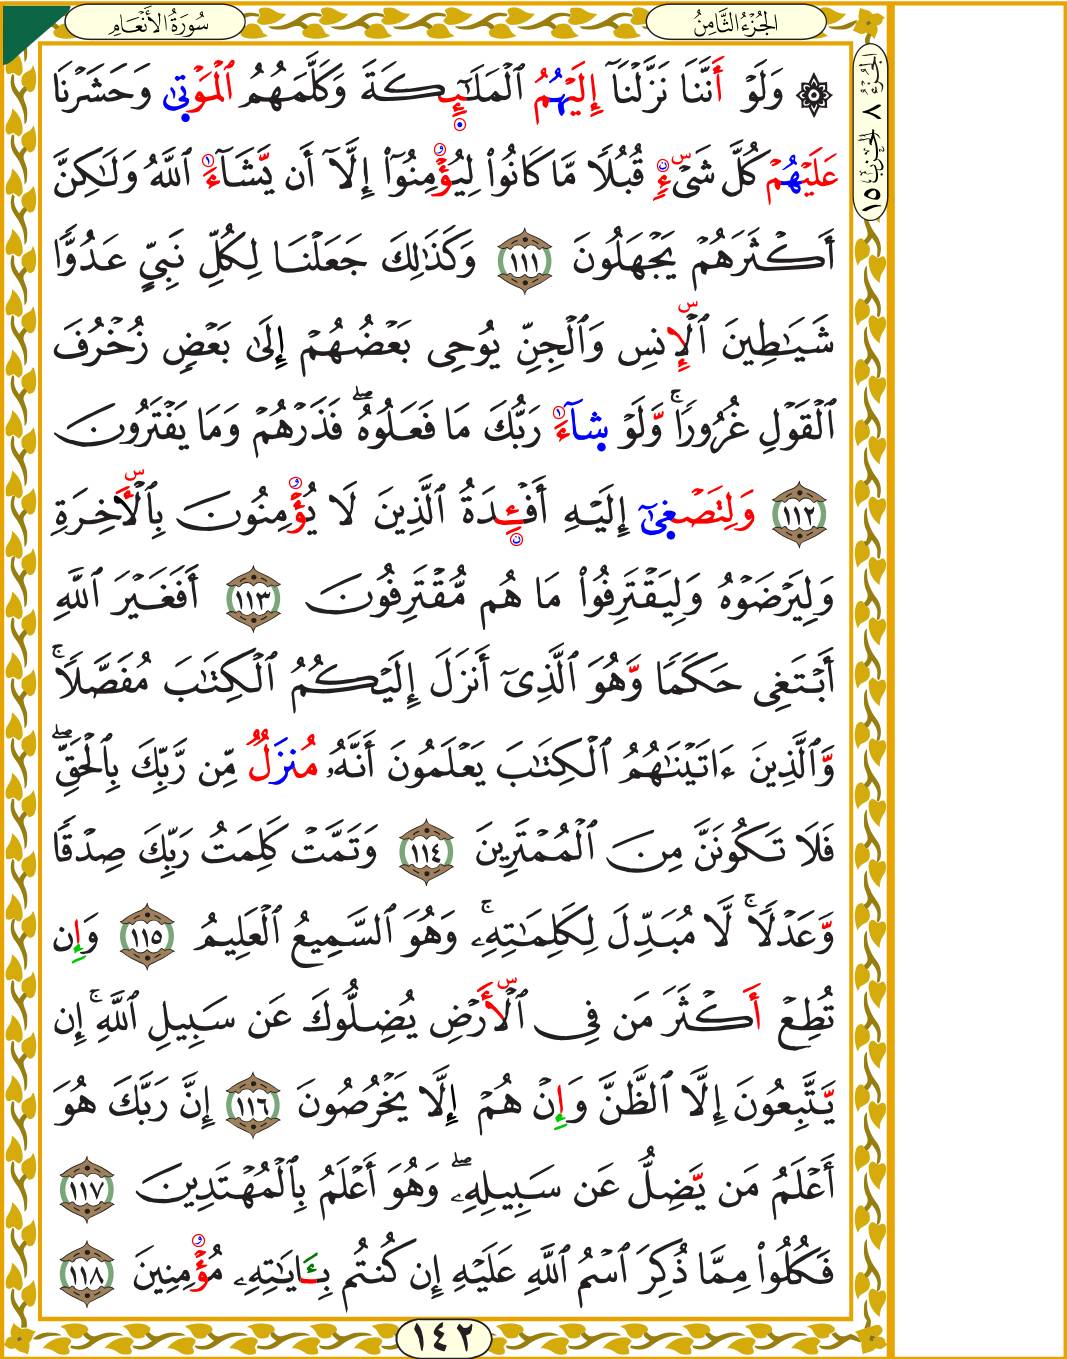 سُورَةُ الأَنْعَامِ
الجُزْءُ الثَّامِنُ
الجزء ٨ الحزب ١٥
۞ وَلَوْ أَنَّنَا نَزَّلْنَآ إِلَيْهُمُ ٱلْمَلَٰٓئِكَةَ وَكَلَّمَهُمُ ٱلْمَوْتَىٰ وَحَشَرْنَا
عَلَيْهُمْ كُلَّ شَىْءٍ قُبُلًا مَّا كَانُوا۟ لِيُؤْمِنُوٓا۟ إِلَّآ أَن يَّشَآءَ ٱللَّهُ وَلَٰكِنَّ
أَكْثَرَهُمْ يَجْهَلُونَ ١١١ وَكَذَٰلِكَ جَعَلْنَا لِكُلِّ نَبِىٍّ عَدُوًّا
شَيَٰطِينَ ٱلْإِنسِ وَٱلْجِنِّ يُوحِى بَعْضُهُمْ إِلَىٰ بَعْضٍ زُخْرُفَ
ٱلْقَوْلِ غُرُورًا ۚ وَّلَوْ شَآءَ رَبُّكَ مَا فَعَلُوهُ ۖ فَذَرْهُمْ وَمَا يَفْتَرُونَ
١١٢ وَلِتَصْغَىٰٓ إِلَيْهِ أَفْـِٔدَةُ ٱلَّذِينَ لَا يُؤْمِنُونَ بِٱلْأَخِرَةِ
وَلِيَرْضَوْهُ وَلِيَقْتَرِفُوا۟ مَا هُم مُّقْتَرِفُونَ ١١٣ أَفَغَيْرَ ٱللَّهِ
أَبْتَغِى حَكَمًا وَّهُوَ ٱلَّذِىٓ أَنزَلَ إِلَيْكُمُ ٱلْكِتَٰبَ مُفَصَّلًا ۚ
وَّٱلَّذِينَ ءَاتَيْنَٰهُمُ ٱلْكِتَٰبَ يَعْلَمُونَ أَنَّهُۥ مُنزَلٌ مِّن رَّبِّكَ بِٱلْحَقِّ ۖ
فَلَا تَكُونَنَّ مِنَ ٱلْمُمْتَرِينَ ١١٤ وَتَمَّتْ كَلِمَتُ رَبِّكَ صِدْقًا
وَّعَدْلًا ۚ لَّا مُبَدِّلَ لِكَلِمَٰتِهِۦ ۚ وَهُوَ ٱلسَّمِيعُ ٱلْعَلِيمُ ١١٥ وَإِن
تُطِعْ أَكْثَرَ مَن فِى ٱلْأَرْضِ يُضِلُّوكَ عَن سَبِيلِ ٱللَّهِ ۚ إِن
يَّتَّبِعُونَ إِلَّا ٱلظَّنَّ وَإِنْ هُمْ إِلَّا يَخْرُصُونَ ١١٦ إِنَّ رَبَّكَ هُوَ
أَعْلَمُ مَن يَّضِلُّ عَن سَبِيلِهِۦ ۖ وَهُوَ أَعْلَمُ بِٱلْمُهْتَدِينَ ١١٧
فَكُلُوا۟ مِمَّا ذُكِرَ ٱسْمُ ٱللَّهِ عَلَيْهِ إِن كُنتُم بِـَٔايَٰتِهِۦ مُؤْمِنِينَ ١١٨
١٤٢